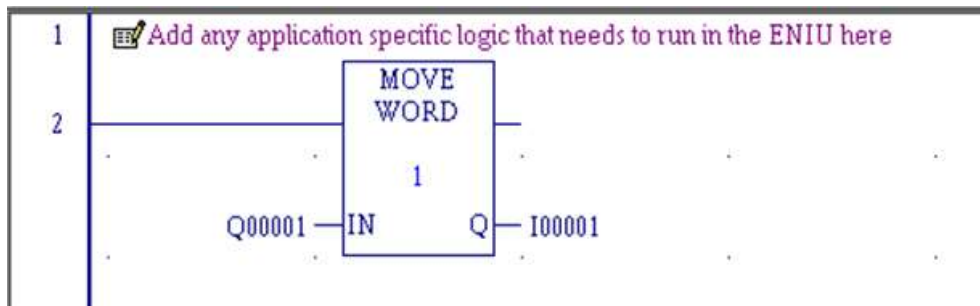 1 Add any application specific logic that needs to run in the ENIU here
MOVE
WORD
2
1
Q00001 IN Q I00001